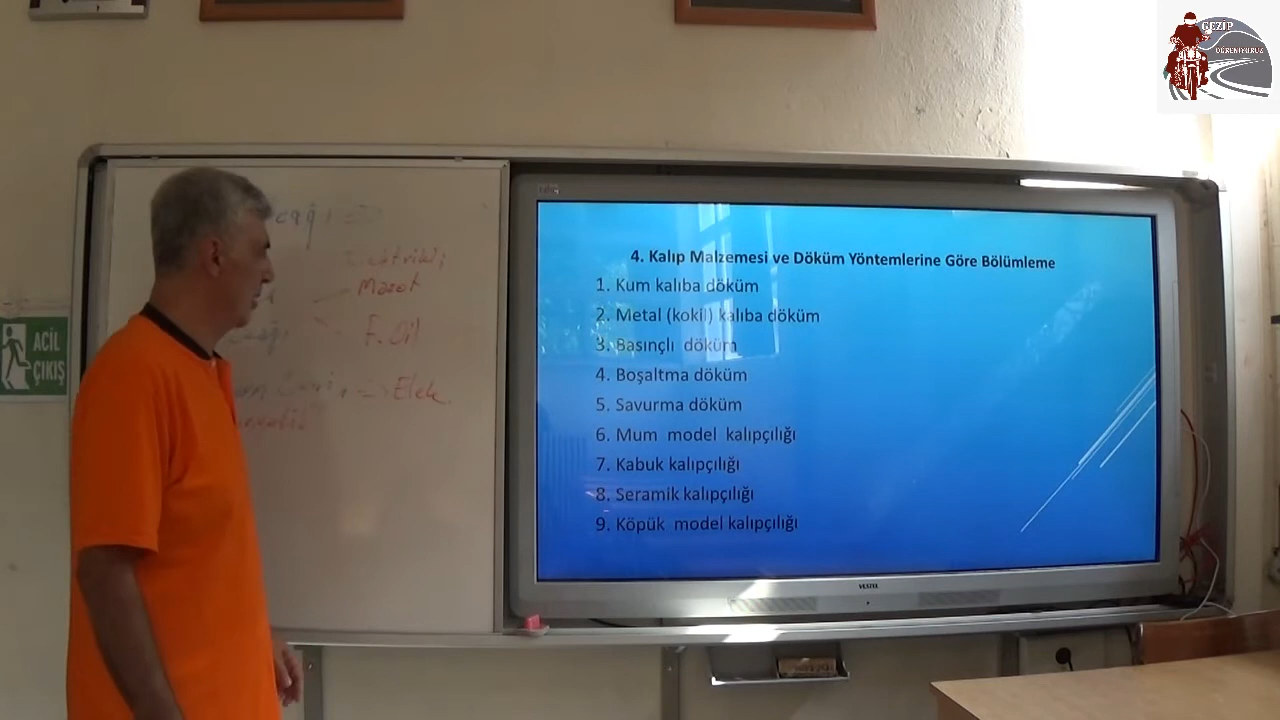 GEZİP
ÖĞRENİYORUZ
ACİL
ÇIKIŞ
Mazot
F. Oil
Elek.
4. Kalıp Malzemesi ve Döküm Yöntemlerine Göre Bölümleme
1. Kum kalıba döküm
2. Metal (kokil) kalıba döküm
3. Basınçlı döküm
4. Boşaltma döküm
5. Savurma döküm
6. Mum model kalıpçılığı
7. Kabuk kalıpçılığı
8. Seramik kalıpçılığı
9. Köpük model kalıpçılığı
VESTEL